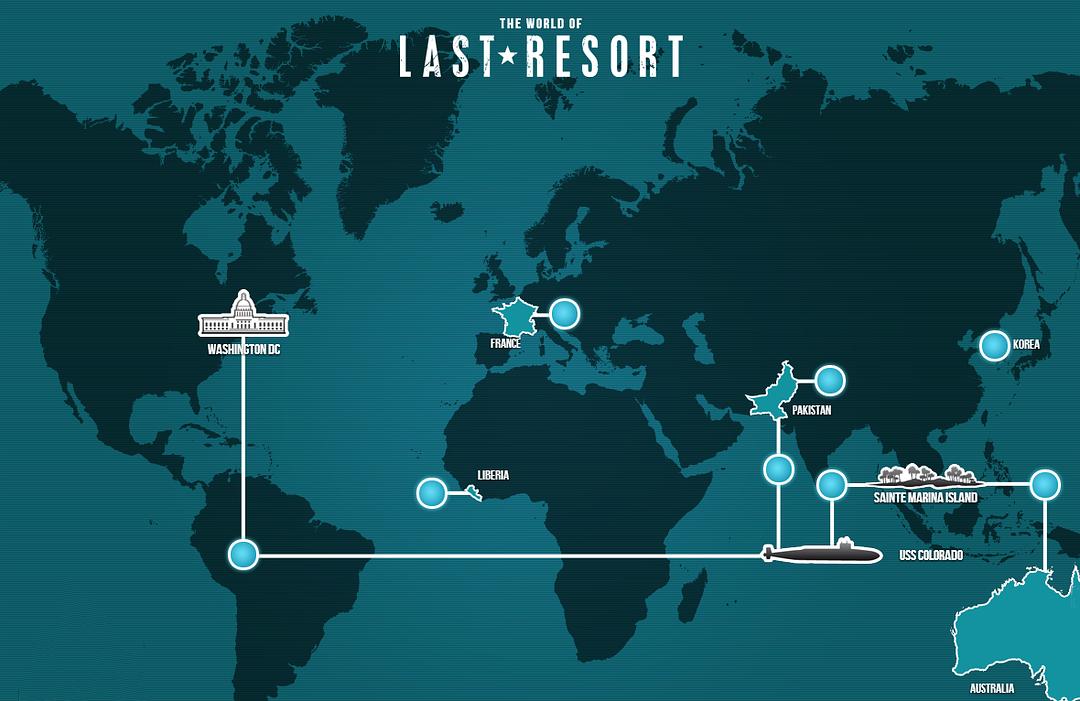 THE WORLD OF
LAST★RESORT
WASHINGTON DC
FRANCE
KOREA
PAKISTAN
LIBERIA
SAINTE MARINA ISLAND
USS COLORADO
AUSTRALIA